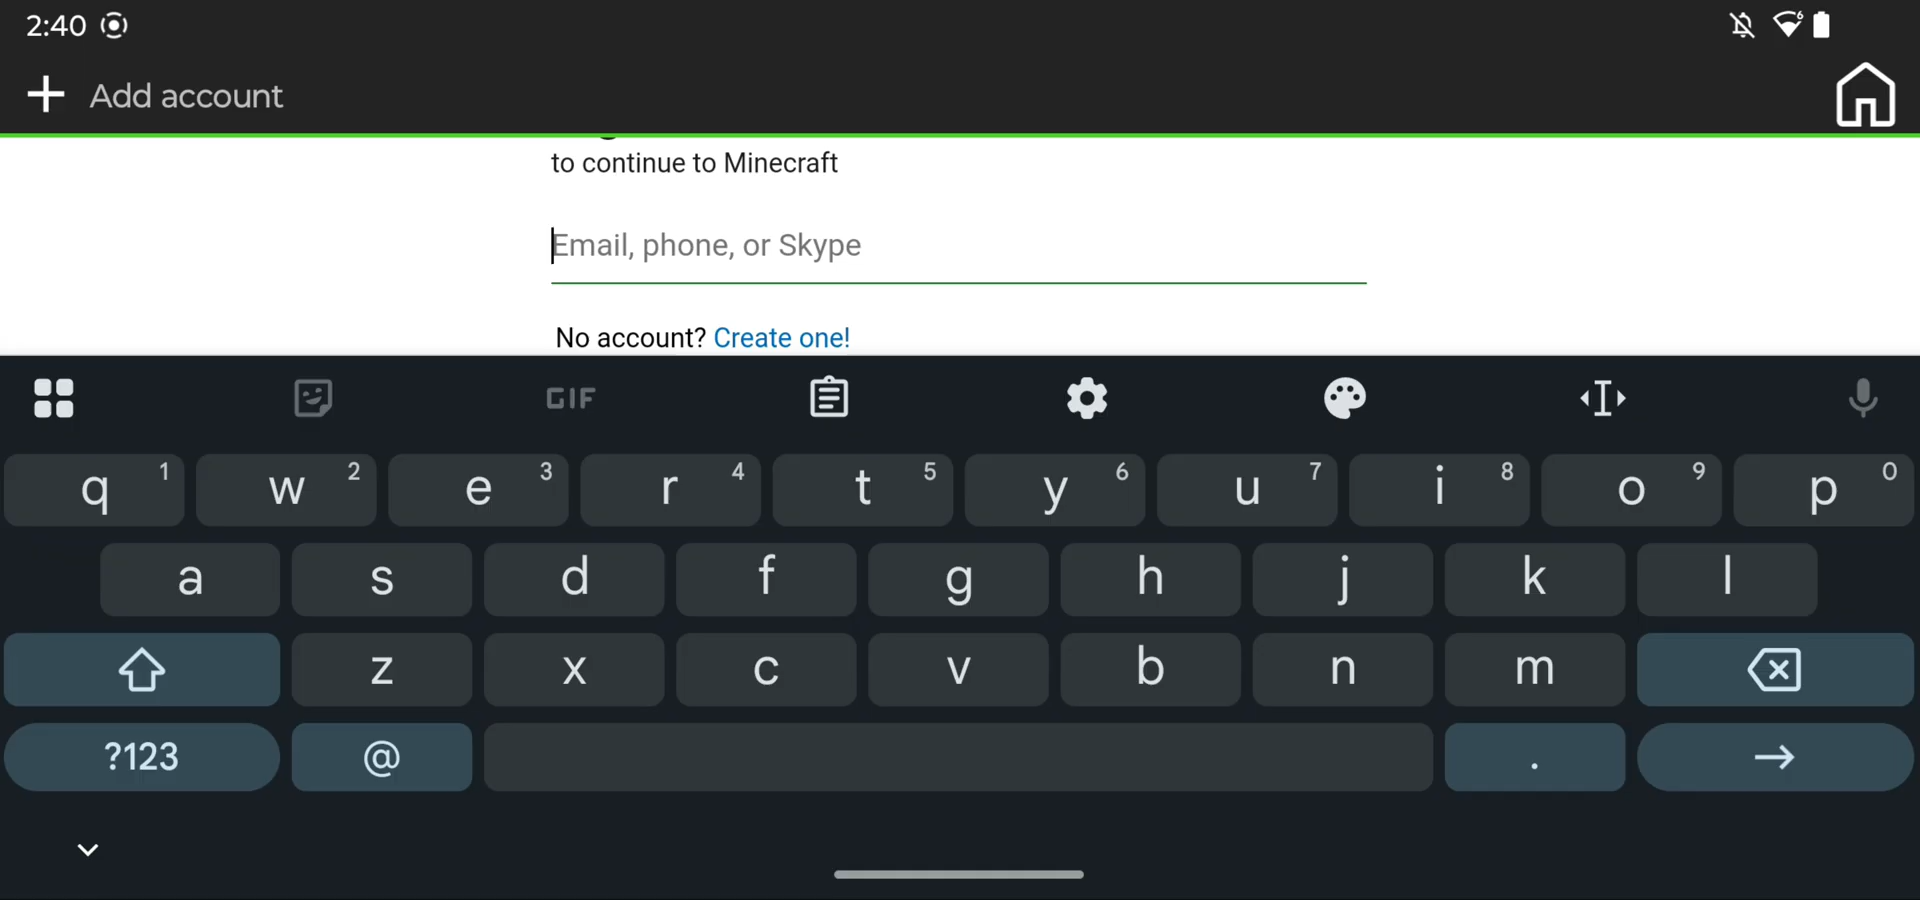 2:40
Add account
to continue to Minecraft
Email, phone, or Skype
No account? Create one!
GIF
q 1 w 2 e 3 r 4 t 5 y 6 u 7 i 8 o 9 p 0
a s d f g h j k l
z x c v b n m
?123 @ .